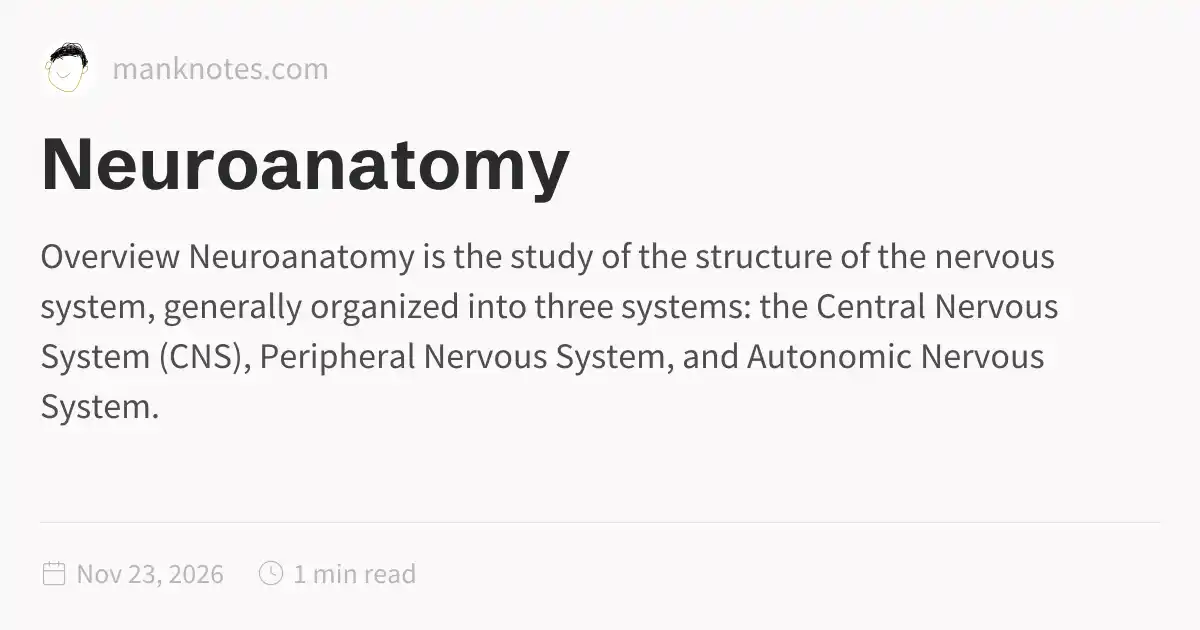 manknotes.com
Neuroanatomy
Overview Neuroanatomy is the study of the structure of the nervous
system, generally organized into three systems: the Central Nervous
System (CNS), Peripheral Nervous System, and Autonomic Nervous
System.
Nov 23, 2026 1 min read